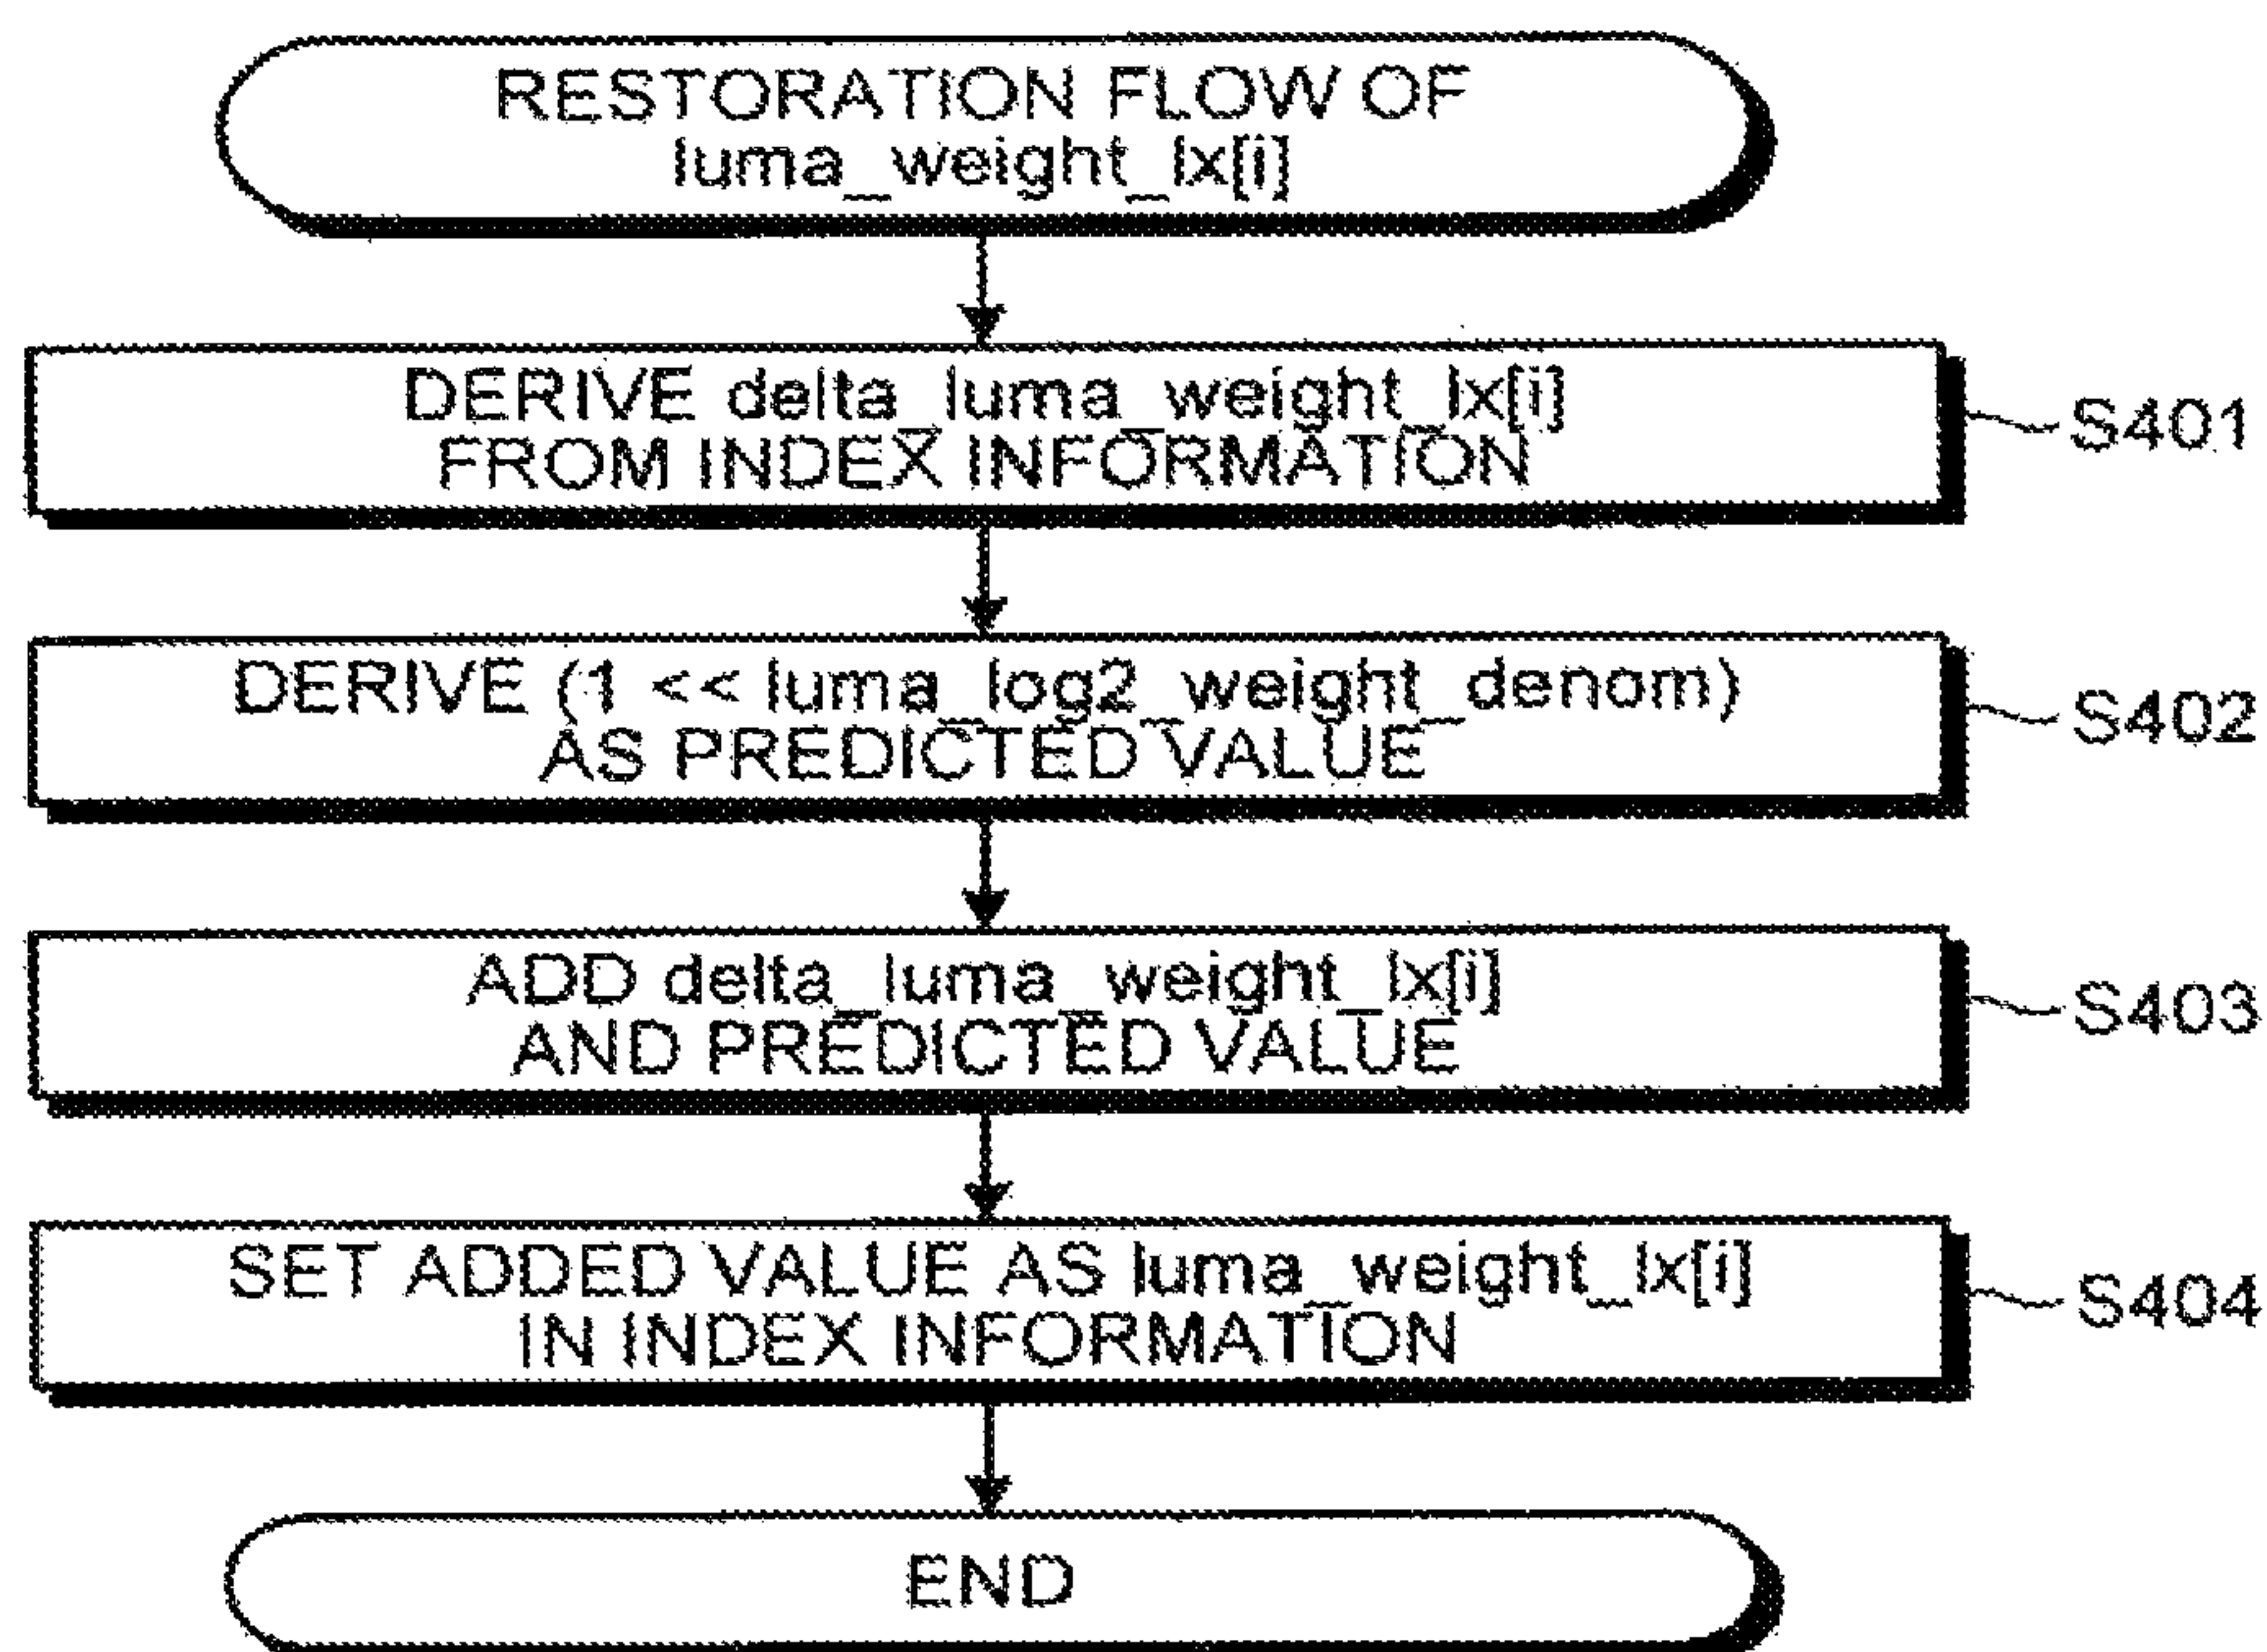 RESTORATION FLOW OF
luma_weight_lx[i]
DERIVE delta_luma_weight_lx[i]
FROM INDEX INFORMATION
S401
DERIVE (1 << luma_log2_weight_denom)
AS PREDICTED VALUE
S402
ADD delta_luma_weight_lx[i]
AND PREDICTED VALUE
S403
SET ADDED VALUE AS luma_weight_lx[i]
IN INDEX INFORMATION
S404
END